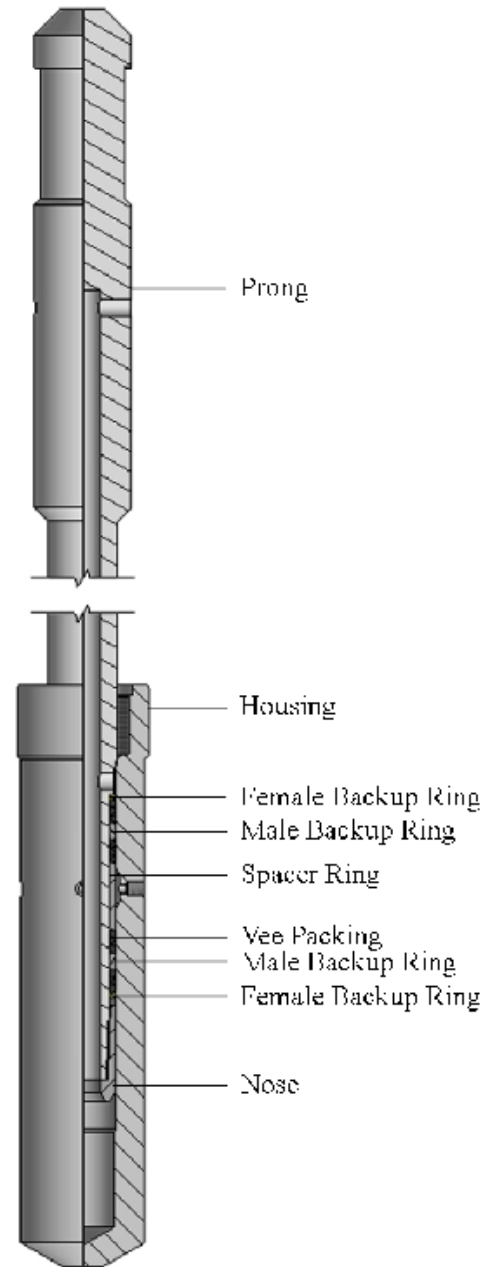 Prong
Housing
Female Backup Ring
Male Backup Ring
Spacer Ring
Vee Packing
Male Backup Ring
Female Backup Ring
Nose